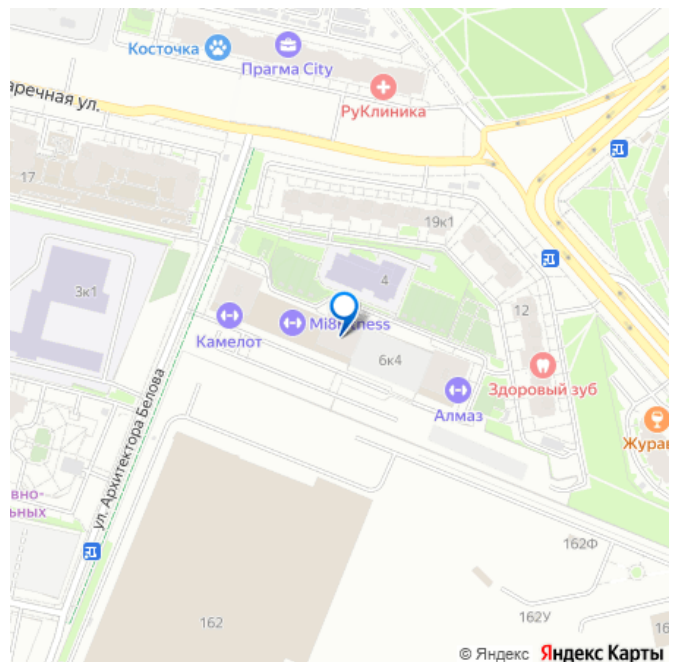 Косточка
Прагма City
РуКлиника
аречная ул.
17
19к1
3к1
4
12
Камелот
6к4
Здоровый зуб
Алмаз
Журав
ул. Архитектора Белова
вно-
ьных
162Ф
162
162У
16
© Яндекс Яндекс Карты